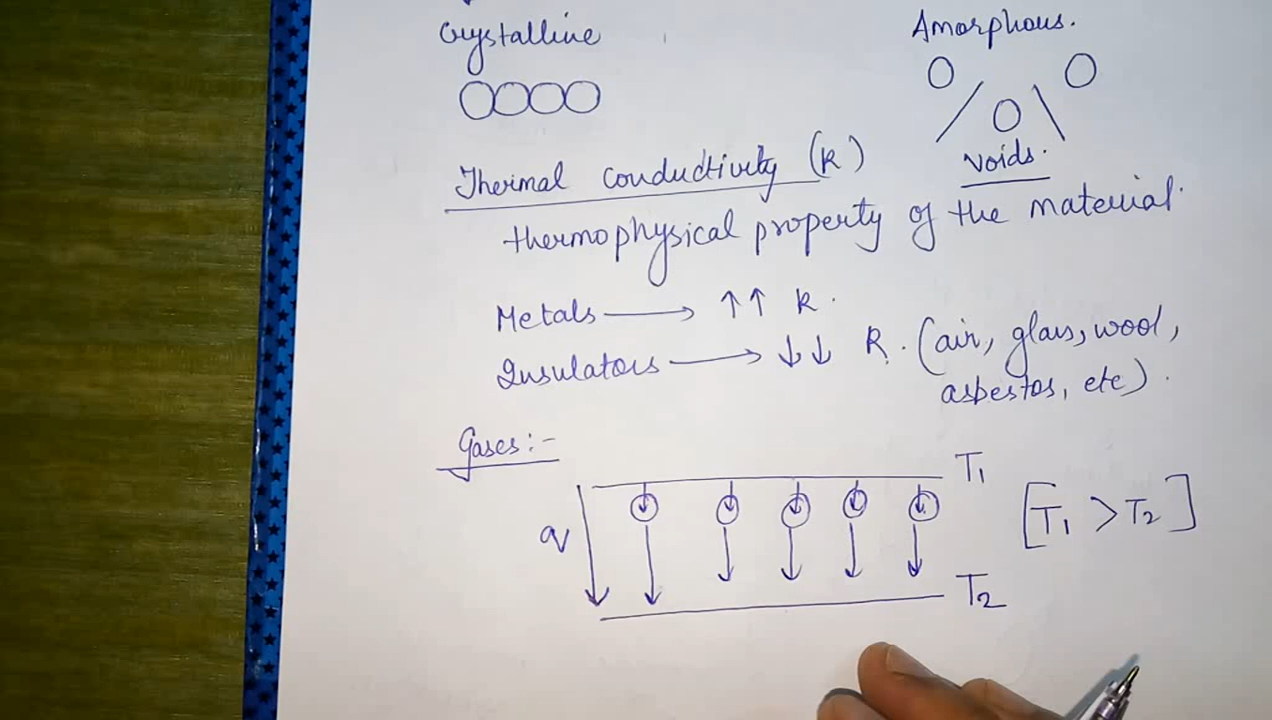 Crystalline
Amorphous.
voids.
Thermal conductivity (k)
thermophysical property of the material.
Metals → ↑↑ k.
Insulators → ↓↓ k. (air, glass, wool,
asbestos, etc).
Gases:-
T₁
q
[T₁ > T₂]
T₂